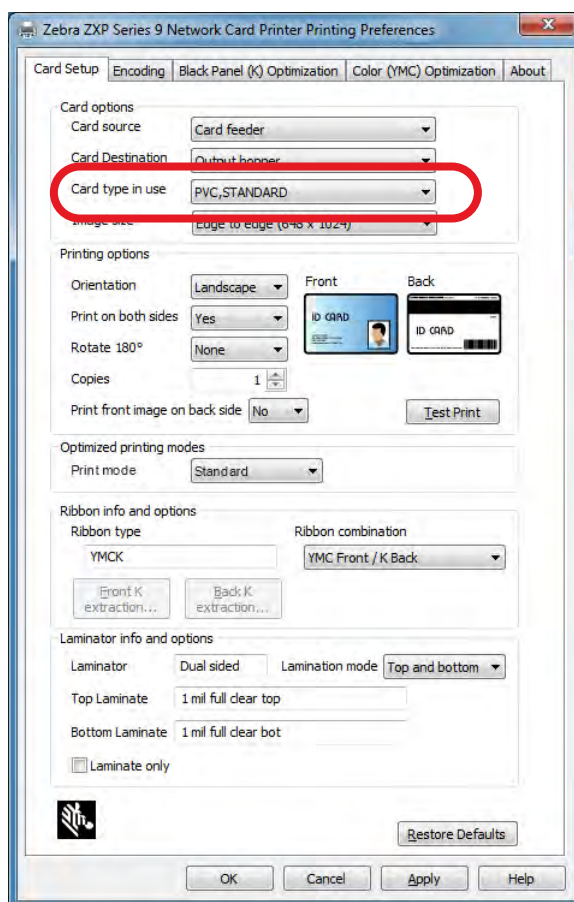 Zebra ZXP Series 9 Network Card Printer Printing Preferences
Card Setup Encoding Black Panel (K) Optimization Color (YMC) Optimization About
Card options
Card source Card feeder
Card Destination Output hopper
Card type in use PVC,STANDARD
Image size Edge to edge (648 x 1024)
Printing options
Orientation Landscape Front Back
Print on both sides Yes ID CARD ID CARD
Rotate 180° None
Copies 1
Print front image on back side No Test Print
Optimized printing modes
Print mode Standard
Ribbon info and options
Ribbon type Ribbon combination
YMCK YMC Front / K Back
Front K extraction... Back K extraction...
Laminator info and options
Laminator Dual sided Lamination mode Top and bottom
Top Laminate 1 mil full clear top
Bottom Laminate 1 mil full clear bot
Laminate only
Restore Defaults
OK Cancel Apply Help